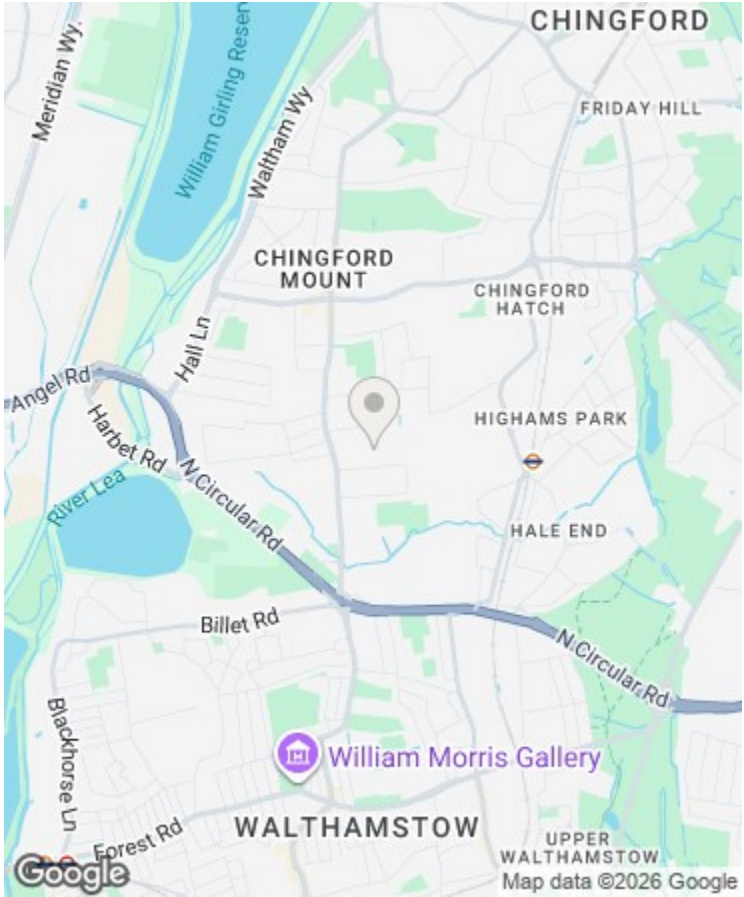 CHINGFORD
Meridian Wy.
William Girling Reser
Waltham Wy
FRIDAY HILL
CHINGFORD
MOUNT
CHINGFORD
HATCH
Hall Ln
Angel Rd
Harbet Rd
HIGHAMS PARK
River Lea
N Circular Rd
HALE END
Billet Rd
N Circular Rd
Blackhorse Ln
William Morris Gallery
Forest Rd
WALTHAMSTOW
UPPER
WALTHAMSTOW
Google
Map data ©2026 Google